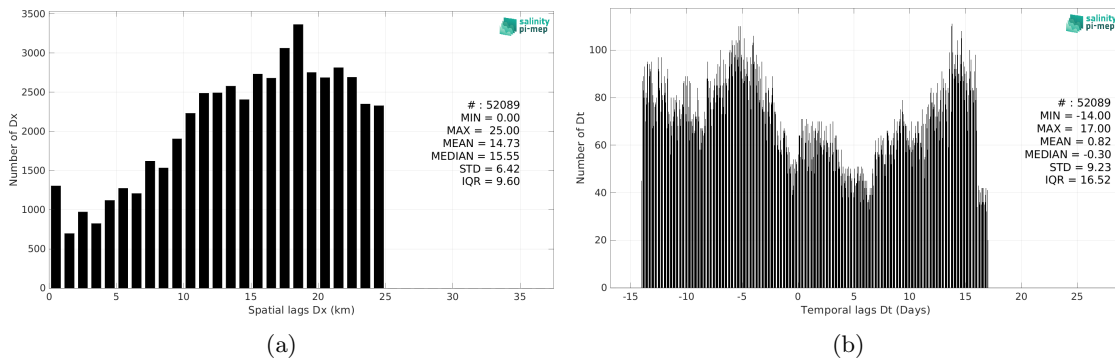 3500
3000
2500
2000
1500
1000
500
0
Number of Dx
0 5 10 15 20 25 30 35
Spatial lags Dx (km)
salinity
pi-mep
# : 52089
MIN = 0.00
MAX = 25.00
MEAN = 14.73
MEDIAN = 15.55
STD = 6.42
IQR = 9.60
(a)
100
80
60
40
20
0
Number of Dt
-15 -10 -5 0 5 10 15 20 25
Temporal lags Dt (Days)
salinity
pi-mep
# : 52089
MIN = -14.00
MAX = 17.00
MEAN = 0.82
MEDIAN = -0.30
STD = 9.23
IQR = 16.52
(b)